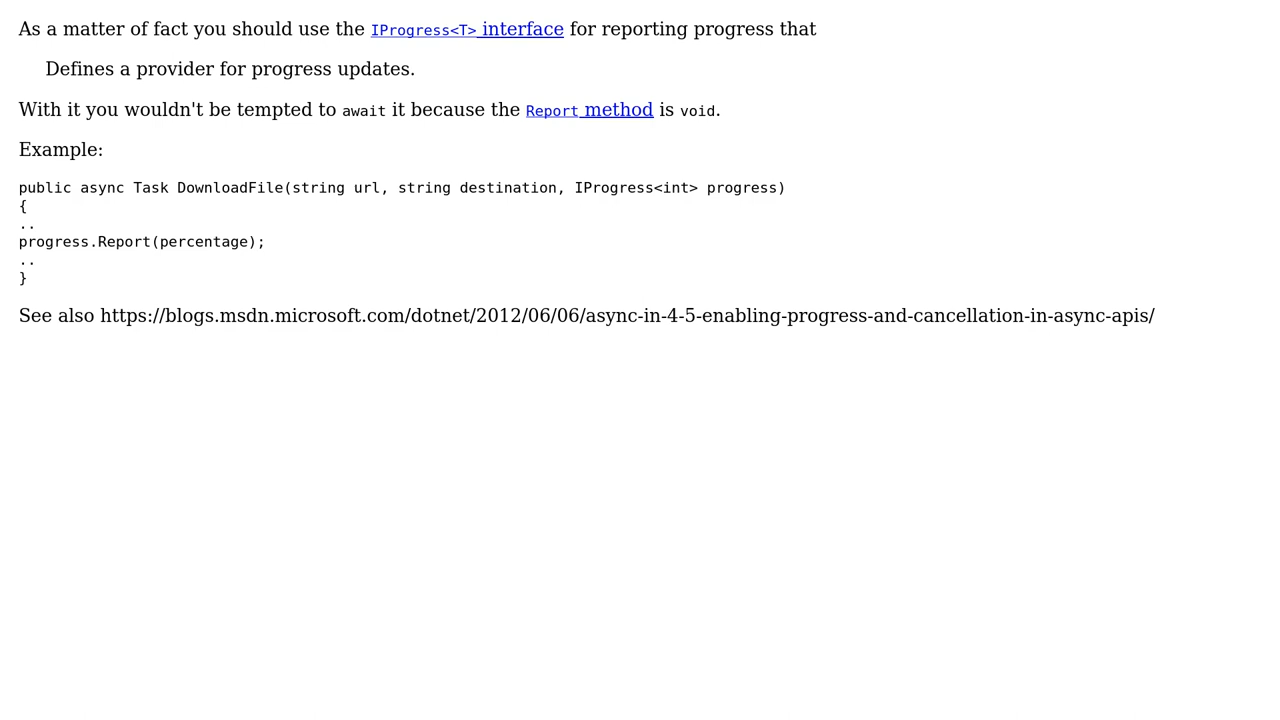 As a matter of fact you should use the IProgress<T> interface for reporting progress that
Defines a provider for progress updates.
With it you wouldn't be tempted to await it because the Report method is void.
Example:
public async Task DownloadFile(string url, string destination, IProgress<int> progress)
{
..
progress.Report(percentage);
..
}
See also https://blogs.msdn.microsoft.com/dotnet/2012/06/06/async-in-4-5-enabling-progress-and-cancellation-in-async-apis/